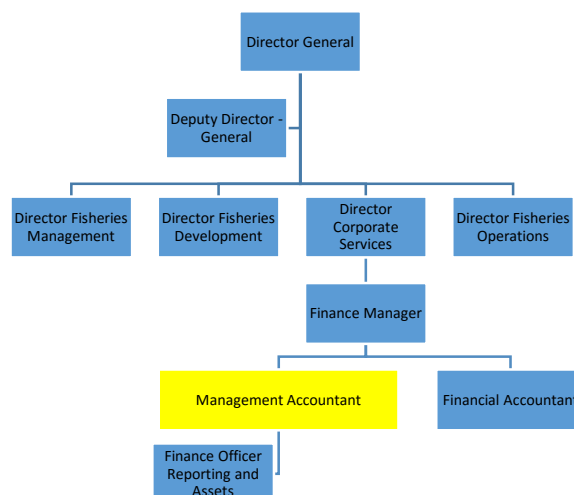 Director General
Deputy Director -
General
Director Fisheries
Management
Director Fisheries
Development
Director
Corporate
Services
Director Fisheries
Operations
Finance Manager
Management Accountant
Financial Accountant
Finance Officer
Reporting and
Assets